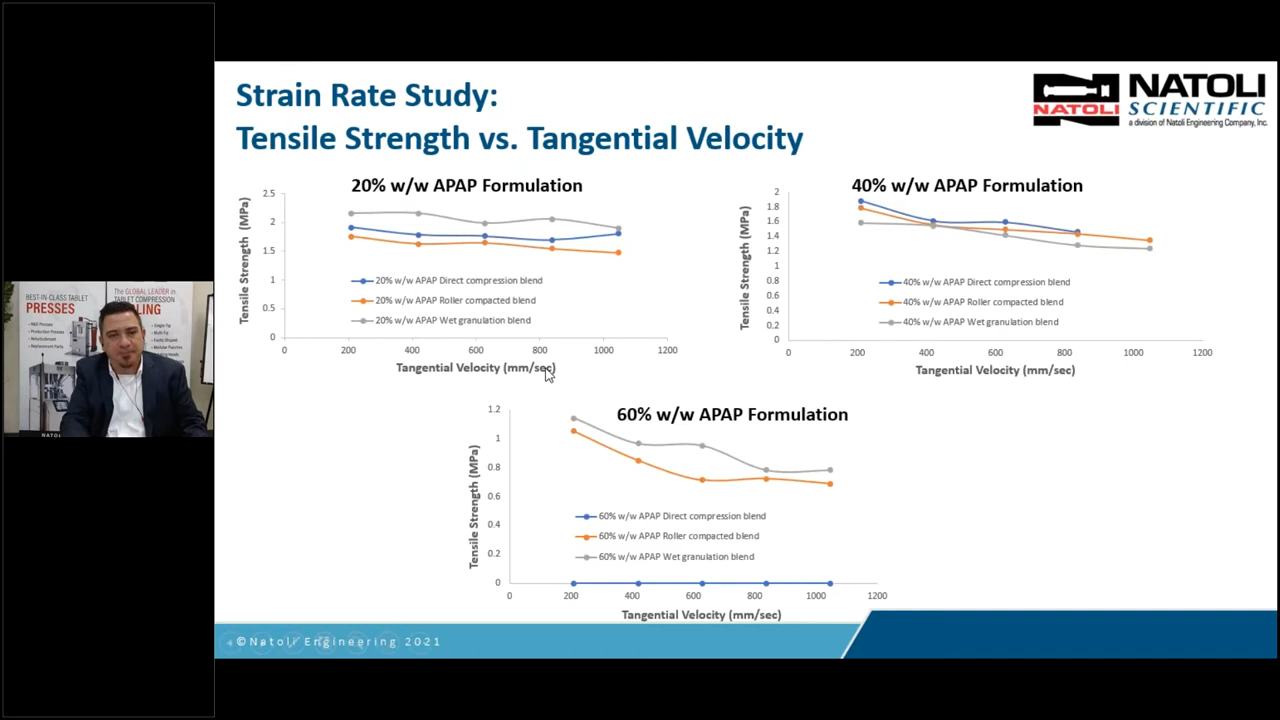 Strain Rate Study:
Tensile Strength vs. Tangential Velocity
NATOLI
NATOLI
SCIENTIFIC
a division of Natoli Engineering Company, Inc.
20% w/w APAP Formulation
2.5
2
1.5
1
0.5
0
Tensile Strength (MPa)
20% w/w APAP Direct compression blend
20% w/w APAP Roller compacted blend
20% w/w APAP Wet granulation blend
0 200 400 600 800 1000 1200
Tangential Velocity (mm/sec)
40% w/w APAP Formulation
2
1.8
1.6
1.4
1.2
1
0.8
0.6
0.4
0.2
0
Tensile Strength (MPa)
40% w/w APAP Direct compression blend
40% w/w APAP Roller compacted blend
40% w/w APAP Wet granulation blend
0 200 400 600 800 1000 1200
Tangential Velocity (mm/sec)
BEST-IN-CLASS TABLET
PRESSES
The GLOBAL LEADER in
TABLET COMPRESSION
LING
NATOLI
60% w/w APAP Formulation
1.2
1
0.8
0.6
0.4
0.2
0
Tensile Strength (MPa)
60% w/w APAP Direct compression blend
60% w/w APAP Roller compacted blend
60% w/w APAP Wet granulation blend
0 200 400 600 800 1000 1200
Tangential Velocity (mm/sec)
©Natoli Engineering 2021